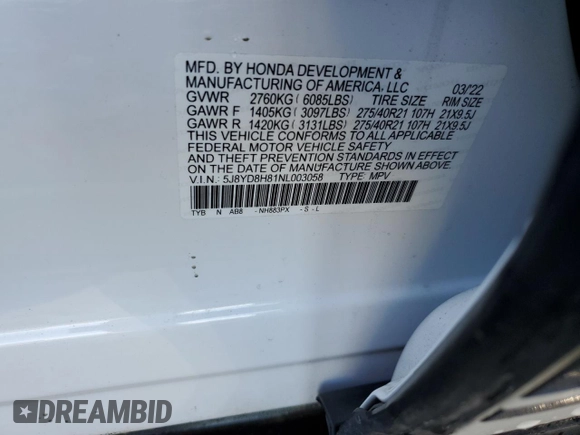 MFD. BY HONDA DEVELOPMENT &
MANUFACTURING OF AMERICA, LLC 03/'22
GVWR 2760KG ( 6085LBS) TIRE SIZE RIM SIZE
GAWR F 1405KG ( 3097LBS) 275/40R21 107H 21X9.5J
GAWR R 1420KG ( 3131LBS) 275/40R21 107H 21X9.5J
THIS VEHICLE CONFORMS TO ALL APPLICABLE
FEDERAL MOTOR VEHICLE SAFETY
AND THEFT PREVENTION STANDARDS IN EFFECT
ON THE DATE OF MANUFACTURE SHOWN ABOVE.
V.I.N.: 5J8YD8H81NL003058 TYPE: MPV
TYB N AB8 - NH883PX - S - L
DREAMBID